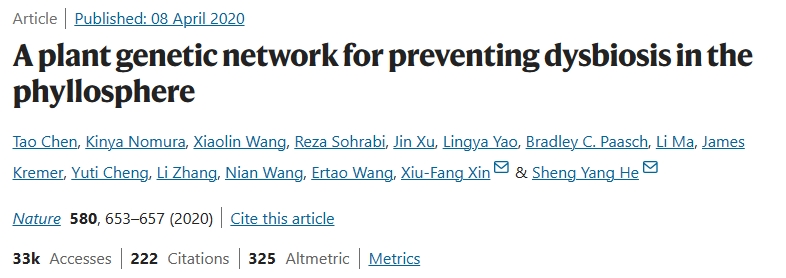 Article | Published: 08 April 2020
A plant genetic network for preventing dysbiosis in the
phyllosphere
Tao Chen, Kinya Nomura, Xiaolin Wang, Reza Sohrabi, Jin Xu, Lingya Yao, Bradley C. Paasch, Li Ma, James
Kremer, Yuti Cheng, Li Zhang, Nian Wang, Ertao Wang, Xiu-Fang Xin & Sheng Yang He
Nature 580, 653–657 (2020) | Cite this article
33k Accesses | 222 Citations | 325 Altmetric | Metrics